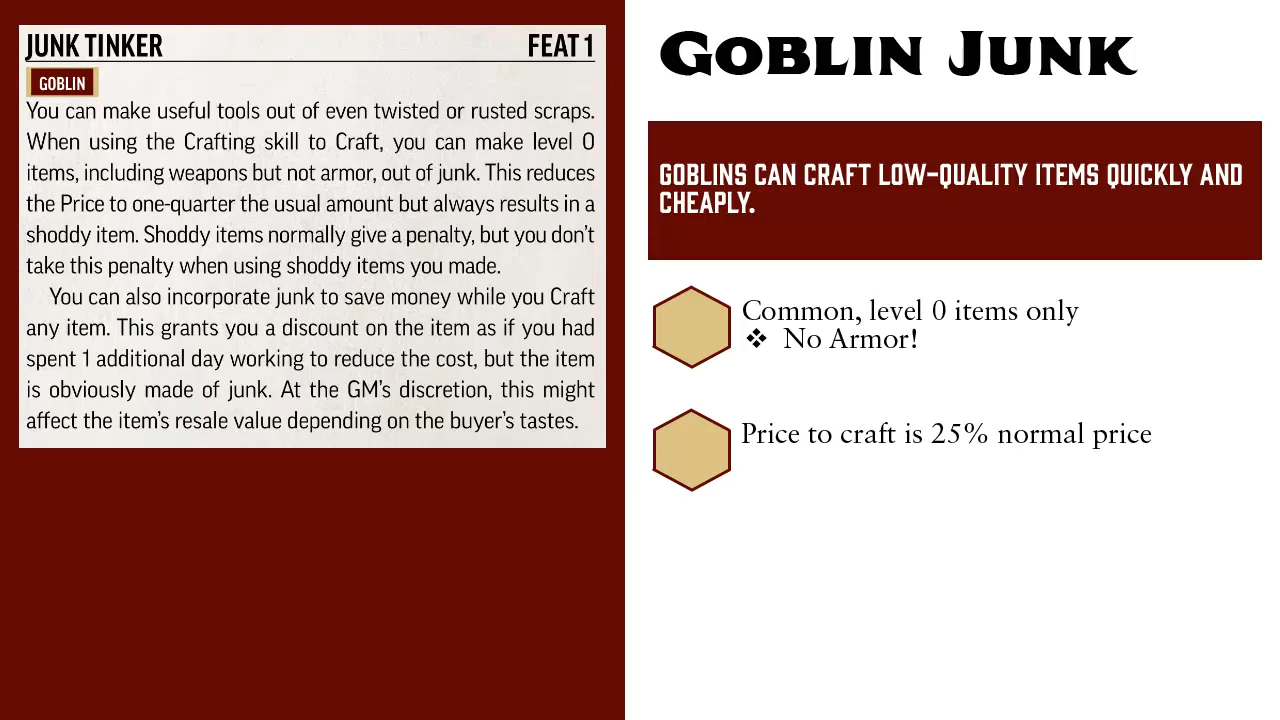 JUNK TINKER FEAT 1
GOBLIN
You can make useful tools out of even twisted or rusted scraps.
When using the Crafting skill to Craft, you can make level 0
items, including weapons but not armor, out of junk. This reduces
the Price to one-quarter the usual amount but always results in a
shoddy item. Shoddy items normally give a penalty, but you don't
take this penalty when using shoddy items you made.
You can also incorporate junk to save money while you Craft
any item. This grants you a discount on the item as if you had
spent 1 additional day working to reduce the cost, but the item
is obviously made of junk. At the GM's discretion, this might
affect the item's resale value depending on the buyer's tastes.
GOBLIN JUNK
GOBLINS CAN CRAFT LOW-QUALITY ITEMS QUICKLY AND
CHEAPLY.
Common, level 0 items only
❖ No Armor!
Price to craft is 25% normal price